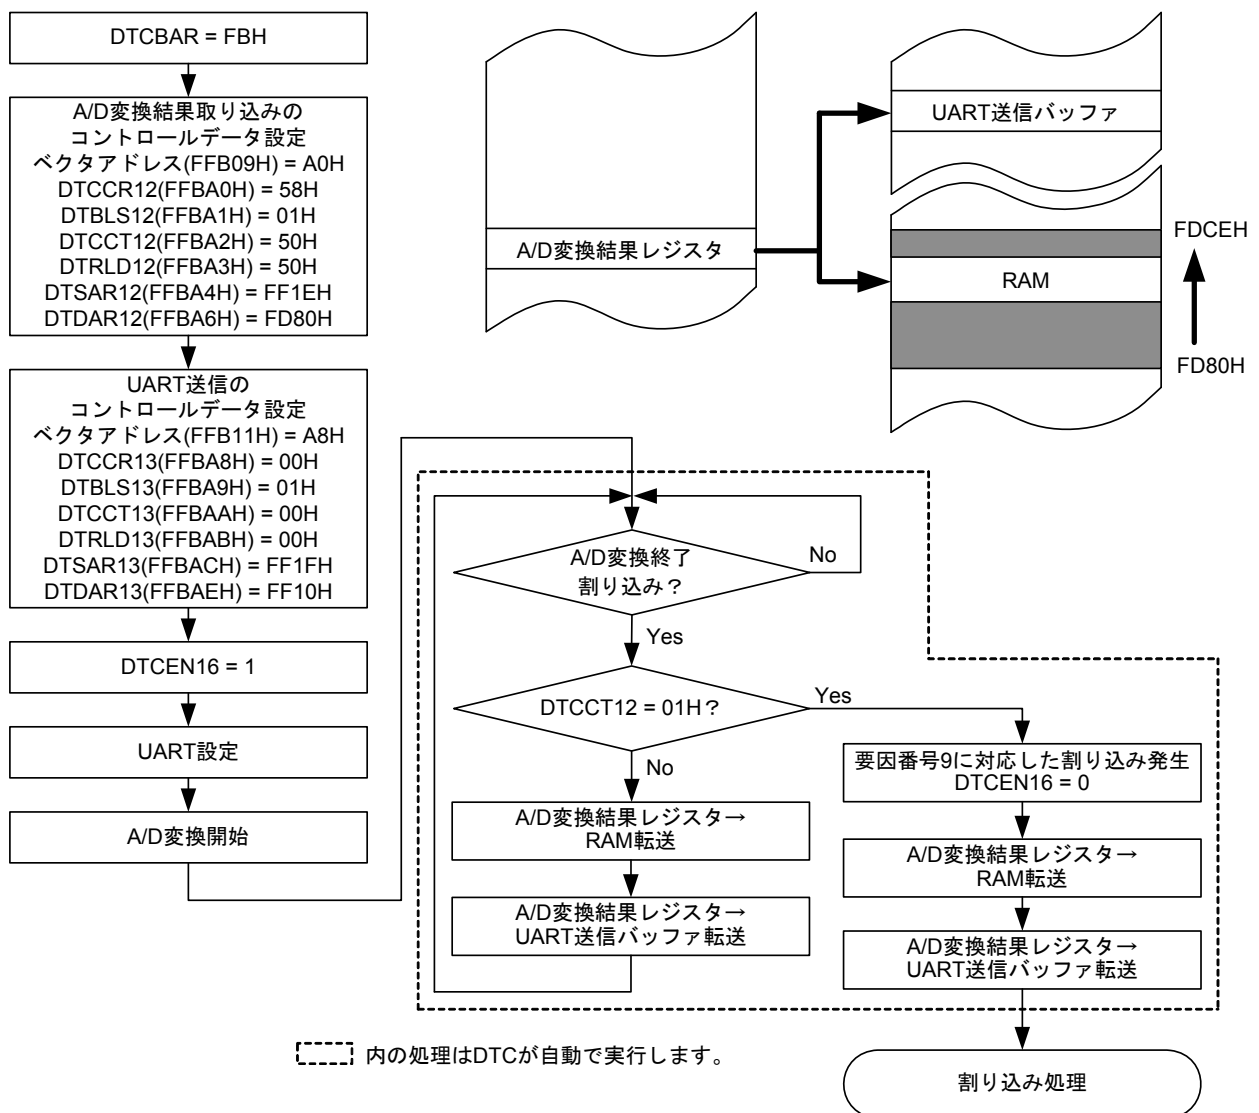 DTCBAR = FBH
A/D変換結果取り込みの
コントロールデータ設定
ベクタアドレス(FFB09H) = A0H
DTCCR12(FFBA0H) = 58H
DTBLS12(FFBA1H) = 01H
DTCCT12(FFBA2H) = 50H
DTRLD12(FFBA3H) = 50H
DTSAR12(FFBA4H) = FF1EH
DTDAR12(FFBA6H) = FD80H
UART送信の
コントロールデータ設定
ベクタアドレス(FFB11H) = A8H
DTCCR13(FFBA8H) = 00H
DTBLS13(FFBA9H) = 01H
DTCCT13(FFBAAH) = 00H
DTRLD13(FFBABH) = 00H
DTSAR13(FFBACH) = FF1FH
DTDAR13(FFBAEH) = FF10H
DTCEN16 = 1
UART設定
A/D変換開始
A/D変換結果レジスタ
UART送信バッファ
RAM
FDCEH
FD80H
A/D変換終了
割り込み？
No
Yes
DTCCT12 = 01H？
Yes
No
A/D変換結果レジスタ→
RAM転送
A/D変換結果レジスタ→
UART送信バッファ転送
要因番号9に対応した割り込み発生
DTCEN16 = 0
A/D変換結果レジスタ→
RAM転送
A/D変換結果レジスタ→
UART送信バッファ転送
割り込み処理
内の処理はDTCが自動で実行します。